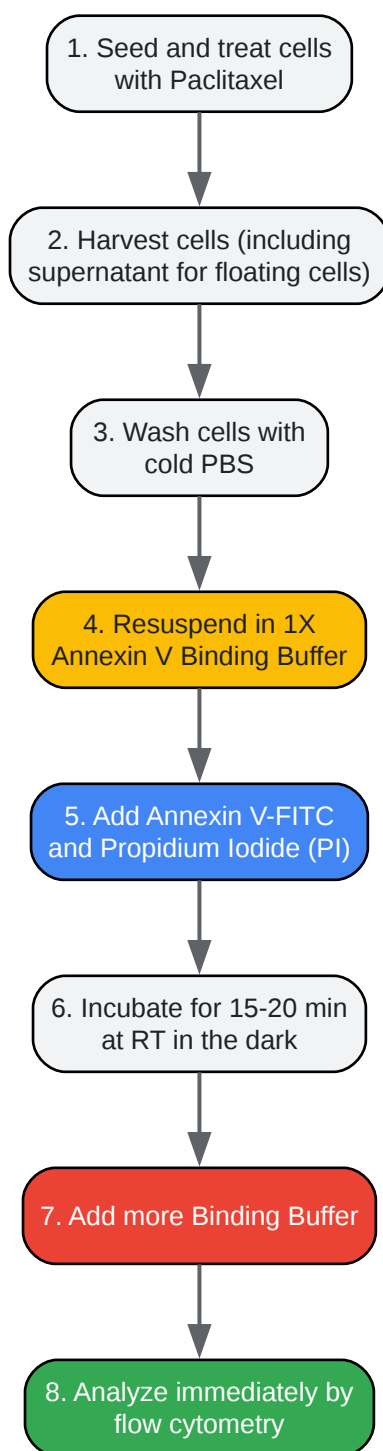 1. Seed and treat cells
with Paclitaxel
2. Harvest cells (including
supernatant for floating cells)
3. Wash cells with
cold PBS
4. Resuspend in 1X
Annexin V Binding Buffer
5. Add Annexin V-FITC
and Propidium Iodide (PI)
6. Incubate for 15-20 min
at RT in the dark
7. Add more Binding Buffer
8. Analyze immediately by
flow cytometry